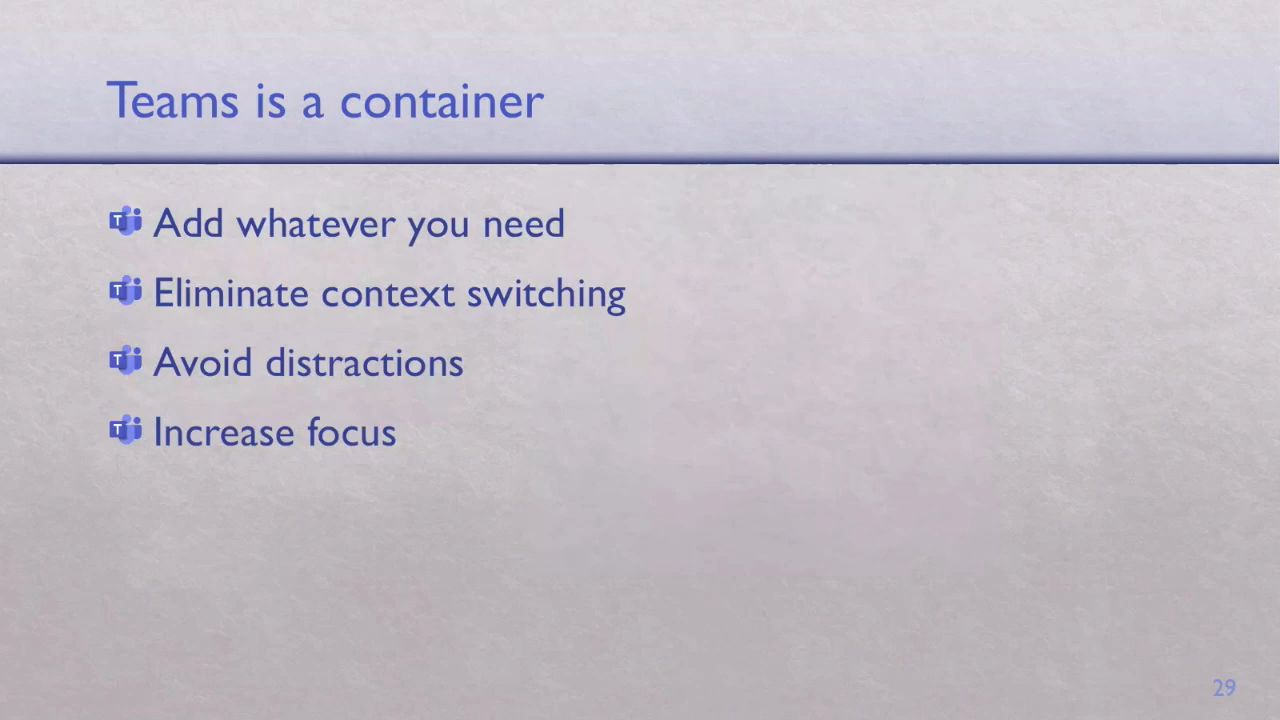 Teams is a container
Add whatever you need
Eliminate context switching
Avoid distractions
Increase focus
29